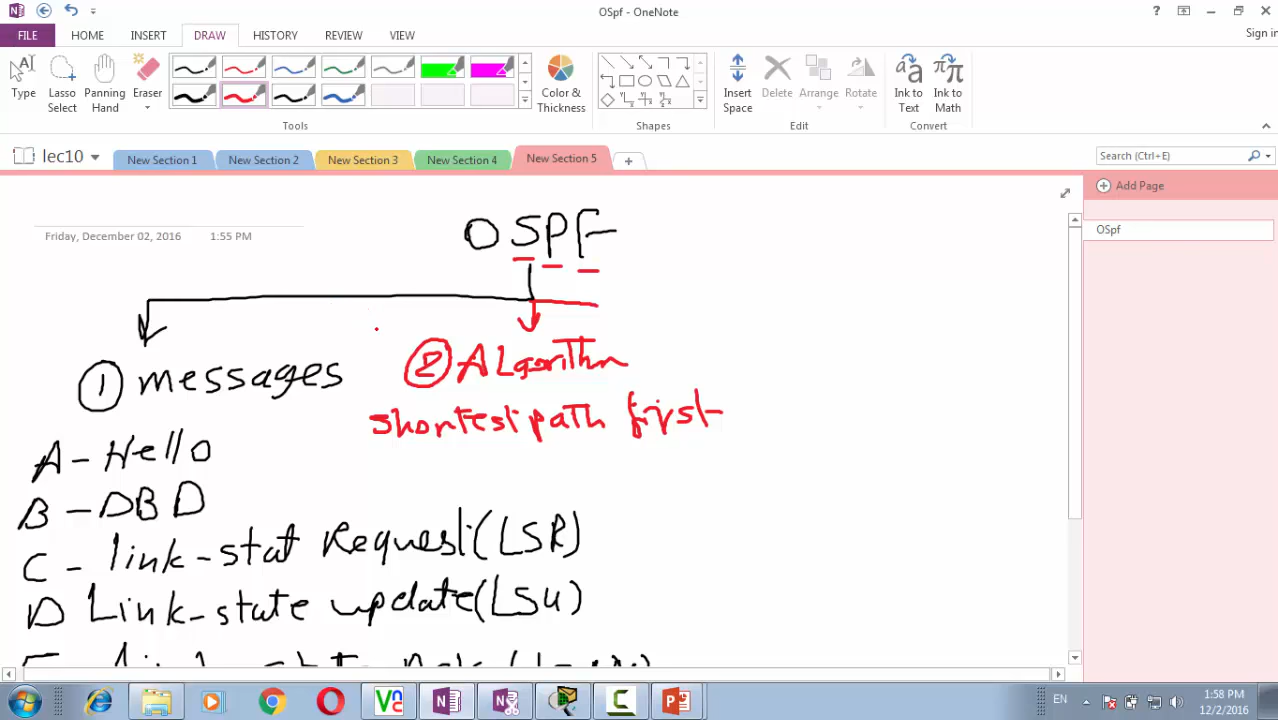 OSpf - OneNote
Sign in
FILE HOME INSERT DRAW HISTORY REVIEW VIEW
Type Lasso Select Panning Hand Eraser Color & Thickness Insert Space Delete Arrange Rotate Ink to Text Ink to Math
Tools Shapes Edit Convert
lec10 New Section 1 New Section 2 New Section 3 New Section 4 New Section 5
Search (Ctrl+E)
Add Page
OSpf
Friday, December 02, 2016 1:55 PM
OSPF
1 messages
2 ALgorithm
shortest path first
A - Hello
B - DBD
C - link-stat Request (LSR)
D Link-state update (LSU)
EN 1:58 PM
12/2/2016